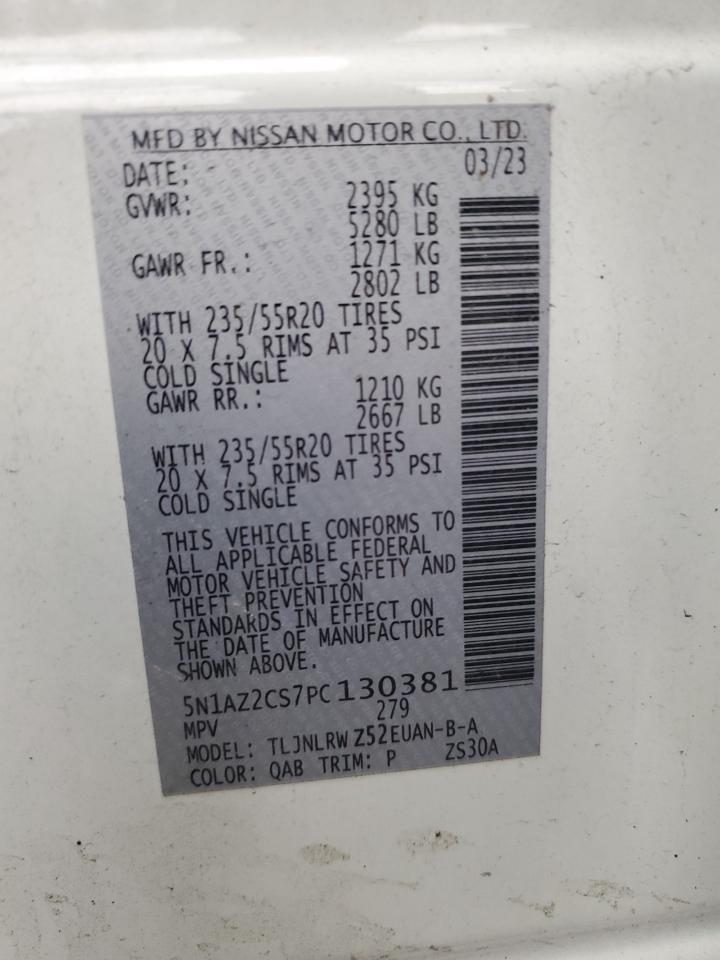 MFD BY NISSAN MOTOR CO., LTD.
DATE: 03/23
GVWR: 2395 KG
5280 LB
GAWR FR.: 1271 KG
2802 LB
WITH 235/55R20 TIRES
20 X 7.5 RIMS AT 35 PSI
COLD SINGLE
GAWR RR.: 1210 KG
2667 LB
WITH 235/55R20 TIRES
20 X 7.5 RIMS AT 35 PSI
COLD SINGLE
THIS VEHICLE CONFORMS TO
ALL APPLICABLE FEDERAL
MOTOR VEHICLE SAFETY AND
THEFT PREVENTION
STANDARDS IN EFFECT ON
THE DATE OF MANUFACTURE
SHOWN ABOVE.
5N1AZ2CS7PC130381
MPV 279
MODEL: TLJNLRW Z52EUAN-B-A
COLOR: QAB TRIM: P ZS30A